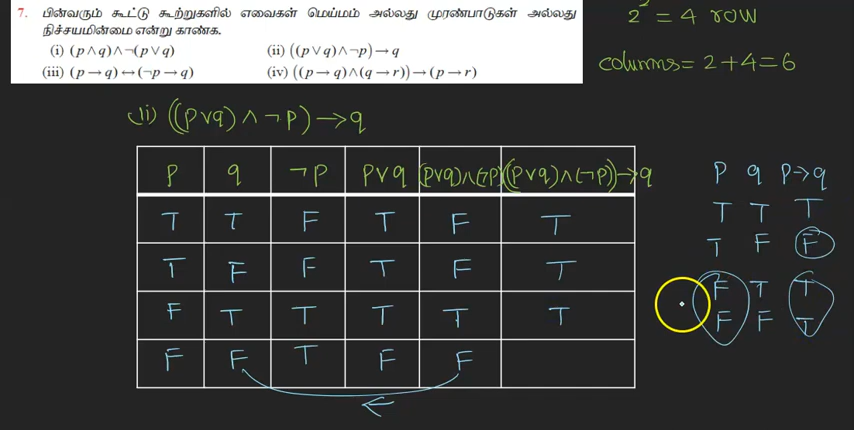 7. பின்வரும் கூட்டு கூற்றுகளில் எவைகள் மெய்மம் அல்லது முரண்பாடுகள் அல்லது
நிச்சயமின்மை என்று காண்க.
(i) (p∧q)∧¬(p∨q) (ii) ((p∨q)∧¬p)→q
(iii) (p→q)↔(¬p→q) (iv) ((p→q)∧(q→r))→(p→r)
2² = 4 row
columns = 2+4=6
(ii) ((p∨q)∧¬p)→q
p q ¬p p∨q (p∨q)∧(¬p) ((p∨q)∧(¬p))→q
T T F T F T
T F F T F T
F T T T T T
F F T F F
p q p→q
T T T
T F F
F T T
F F T